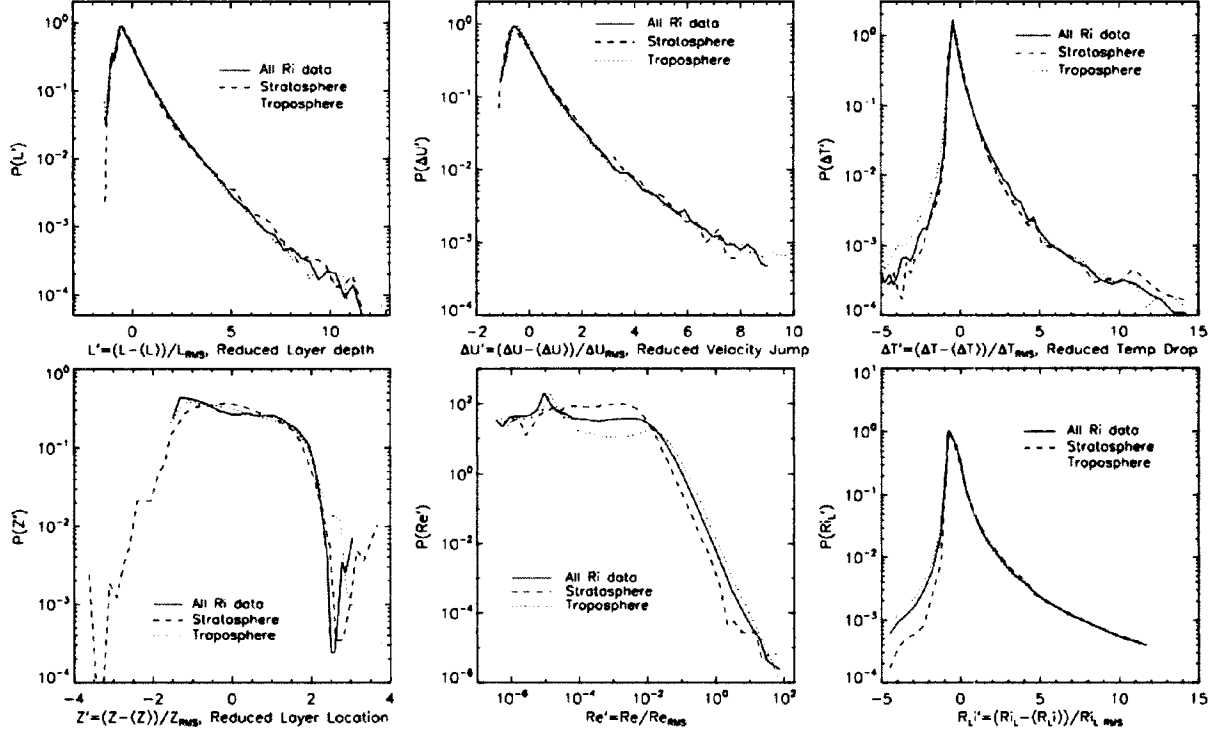 P(L')
10⁰
10⁻¹
10⁻²
10⁻³
10⁻⁴
All Ri data
Stratosphere
Troposphere
0 5 10
L'=(L-⟨L⟩)/L_RMS, Reduced Layer depth
P(ΔU')
10⁰
10⁻¹
10⁻²
10⁻³
10⁻⁴
All Ri data
Stratosphere
Troposphere
-2 0 2 4 6 8 10
ΔU'=(ΔU-⟨ΔU⟩)/ΔU_RMS, Reduced Velocity Jump
P(ΔT')
10⁰
10⁻¹
10⁻²
10⁻³
10⁻⁴
All Ri data
Stratosphere
Troposphere
-5 0 5 10 15
ΔT'=(ΔT-⟨ΔT⟩)/ΔT_RMS, Reduced Temp Drop
P(Z')
10⁰
10⁻¹
10⁻²
10⁻³
10⁻⁴
All Ri data
Stratosphere
Troposphere
-4 -2 0 2 4
Z'=(Z-⟨Z⟩)/Z_RMS, Reduced Layer Location
P(Re')
10²
10⁰
10⁻²
10⁻⁴
10⁻⁶
All Ri data
Stratosphere
Troposphere
10⁻⁶ 10⁻⁴ 10⁻² 10⁰ 10²
Re'=Re/Re_RMS
P(Ri_L')
10¹
10⁰
10⁻¹
10⁻²
10⁻³
10⁻⁴
All Ri data
Stratosphere
Troposphere
-5 0 5 10 15
R_Li'=(Ri_L-⟨R_Li⟩)/Ri_L RMS